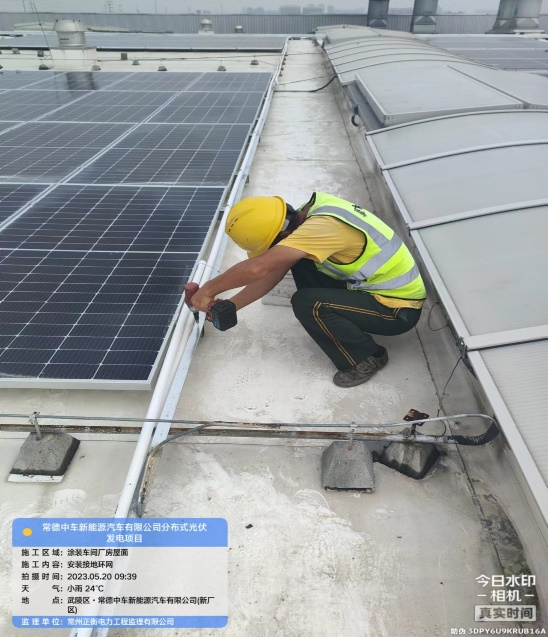 常德中车新能源汽车有限公司分布式光伏
发电项目
施工区域：涂装车间厂房屋面
施工内容：安装接地环网
拍摄时间：2023.05.20 09:39
天 气：小雨 24℃
地 点：武陵区·常德中车新能源汽车有限公司(新厂
区)
监理单位：常州正衡电力工程监理有限公司
今日水印
-相机-
真实时间
防伪 3DPY6U9KRUB16A